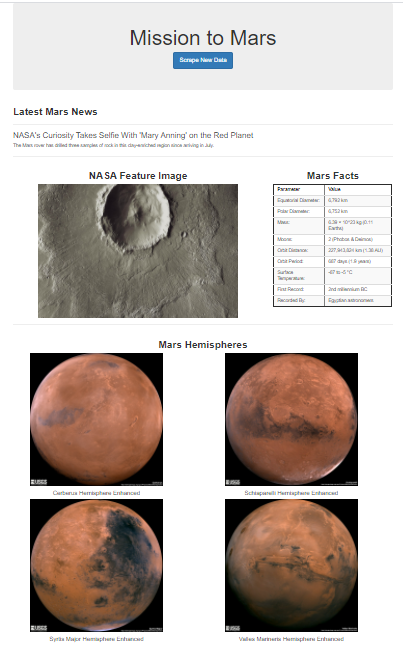 Mission to Mars
Scrape New Data
Latest Mars News
NASA's Curiosity Takes Selfie With 'Mary Anning' on the Red Planet
The Mars rover has drilled three samples of rock in this clay-enriched region since arriving in July.
NASA Feature Image
Mars Facts
Parameter Value
Equatorial Diameter: 6,792 km
Polar Diameter: 6,752 km
Mass: 6.39 × 10^23 kg (0.11
Earths)
Moons: 2 (Phobos & Deimos)
Orbit Distance: 227,943,824 km (1.38 AU)
Orbit Period: 687 days (1.9 years)
Surface
Temperature: -87 to -5 °C
First Record: 2nd millennium BC
Recorded By: Egyptian astronomers
Mars Hemispheres
USGS
USGS
Cerberus Hemisphere Enhanced
Schiaparelli Hemisphere Enhanced
USGS
USGS
Syrtis Major Hemisphere Enhanced
Valles Marineris Hemisphere Enhanced